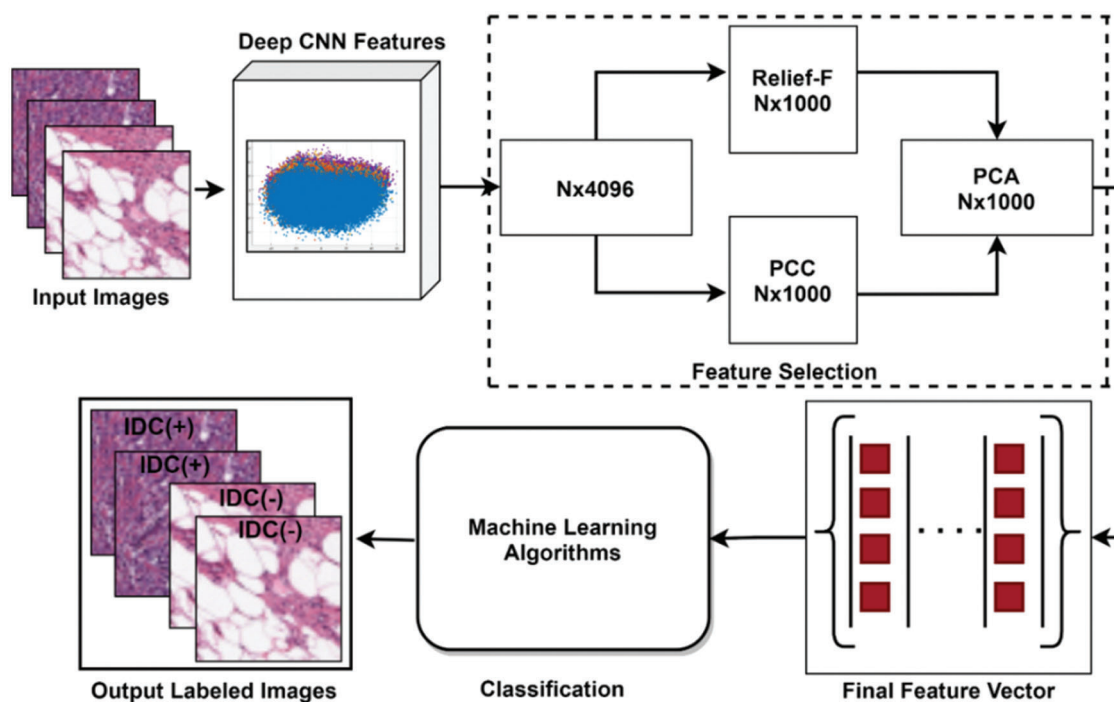 Deep CNN Features
Input Images
Nx4096
Relief-F
Nx1000
PCC
Nx1000
PCA
Nx1000
Feature Selection
IDC(+)
IDC(+)
IDC(-)
IDC(-)
Output Labeled Images
Machine Learning
Algorithms
Classification
Final Feature Vector